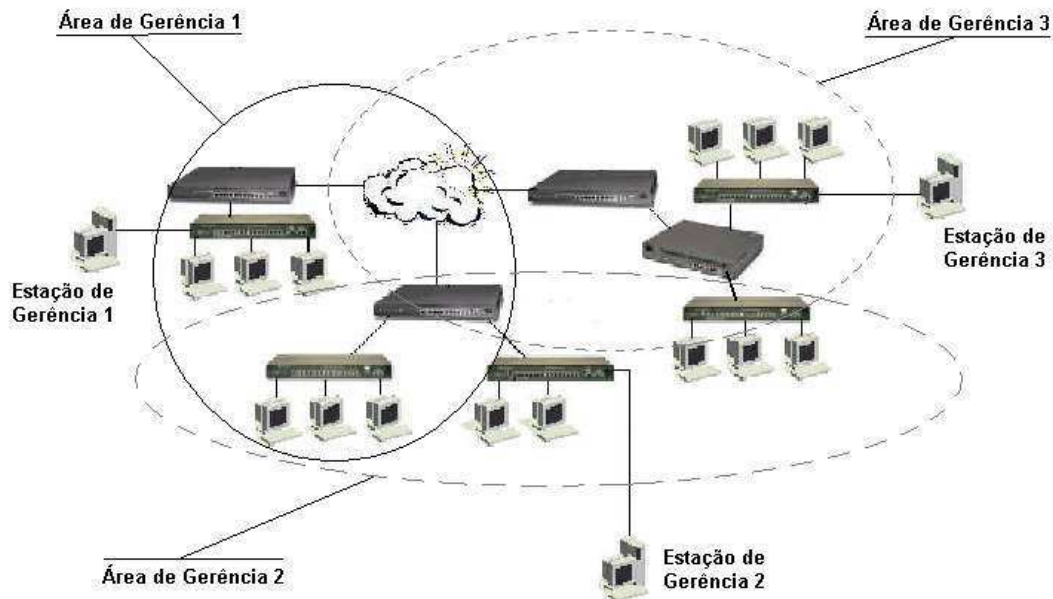 Área de Gerência 1
Área de Gerência 3
Estação de
Gerência 3
Estação de
Gerência 1
Área de Gerência 2
Estação de
Gerência 2